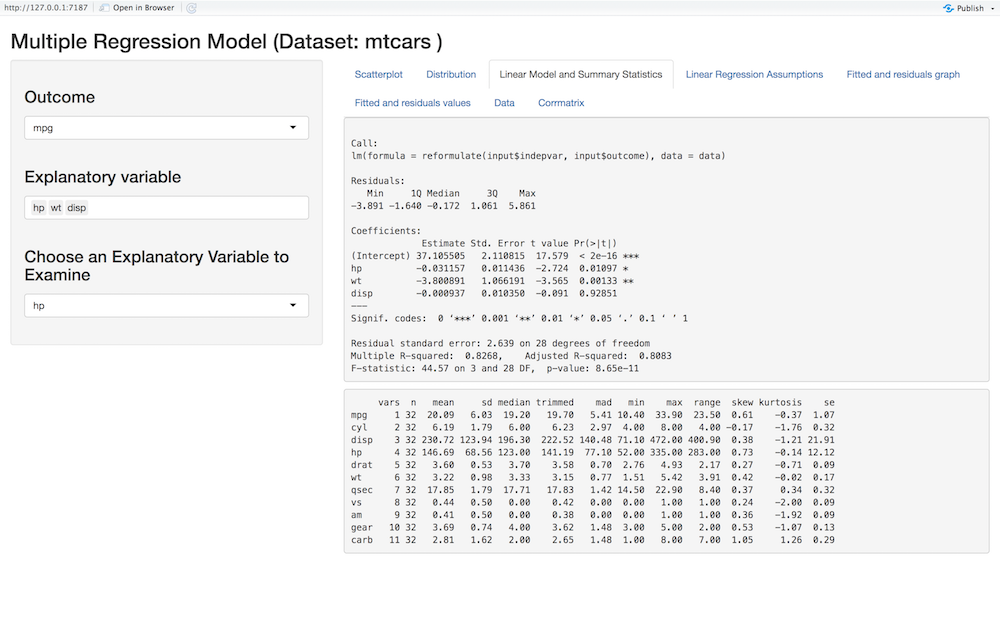 http://127.0.0.1:7187 Open in Browser Publish
Multiple Regression Model (Dataset: mtcars )
Outcome
mpg
Explanatory variable
hp wt disp
Choose an Explanatory Variable to
Examine
hp
Scatterplot Distribution Linear Model and Summary Statistics Linear Regression Assumptions Fitted and residuals graph
Fitted and residuals values Data Corrmatrix
Call:
lm(formula = reformulate(input$indepvar, input$outcome), data = data)
Residuals:
Min 1Q Median 3Q Max
-3.891 -1.640 -0.172 1.061 5.861
Coefficients:
Estimate Std. Error t value Pr(>|t|)
(Intercept) 37.105505 2.110815 17.579 < 2e-16 ***
hp -0.031157 0.011436 -2.724 0.01097 *
wt -3.800891 1.066191 -3.565 0.00133 **
disp -0.000937 0.010350 -0.091 0.92851
---
Signif. codes: 0 ‘***’ 0.001 ‘**’ 0.01 ‘*’ 0.05 ‘.’ 0.1 ‘ ’ 1
Residual standard error: 2.639 on 28 degrees of freedom
Multiple R-squared: 0.8268, Adjusted R-squared: 0.8083
F-statistic: 44.57 on 3 and 28 DF, p-value: 8.65e-11
vars n mean sd median trimmed mad min max range skew kurtosis se
mpg 1 32 20.09 6.03 19.20 19.70 5.41 10.40 33.90 23.50 0.61 -0.37 1.07
cyl 2 32 6.19 1.79 6.00 6.23 2.97 4.00 8.00 4.00 -0.17 -1.76 0.32
disp 3 32 230.72 123.94 196.30 222.52 140.48 71.10 472.00 400.90 0.38 -1.21 21.91
hp 4 32 146.69 68.56 123.00 141.19 77.10 52.00 335.00 283.00 0.73 -0.14 12.12
drat 5 32 3.60 0.53 3.70 3.58 0.70 2.76 4.93 2.17 0.27 -0.71 0.09
wt 6 32 3.22 0.98 3.33 3.15 0.77 1.51 5.42 3.91 0.42 -0.02 0.17
qsec 7 32 17.85 1.79 17.71 17.83 1.42 14.50 22.90 8.40 0.37 0.34 0.32
vs 8 32 0.44 0.50 0.00 0.42 0.00 0.00 1.00 1.00 0.24 -2.00 0.09
am 9 32 0.41 0.50 0.00 0.38 0.00 0.00 1.00 1.00 0.36 -1.92 0.09
gear 10 32 3.69 0.74 4.00 3.62 1.48 3.00 5.00 2.00 0.53 -1.07 0.13
carb 11 32 2.81 1.62 2.00 2.65 1.48 1.00 8.00 7.00 1.05 1.26 0.29